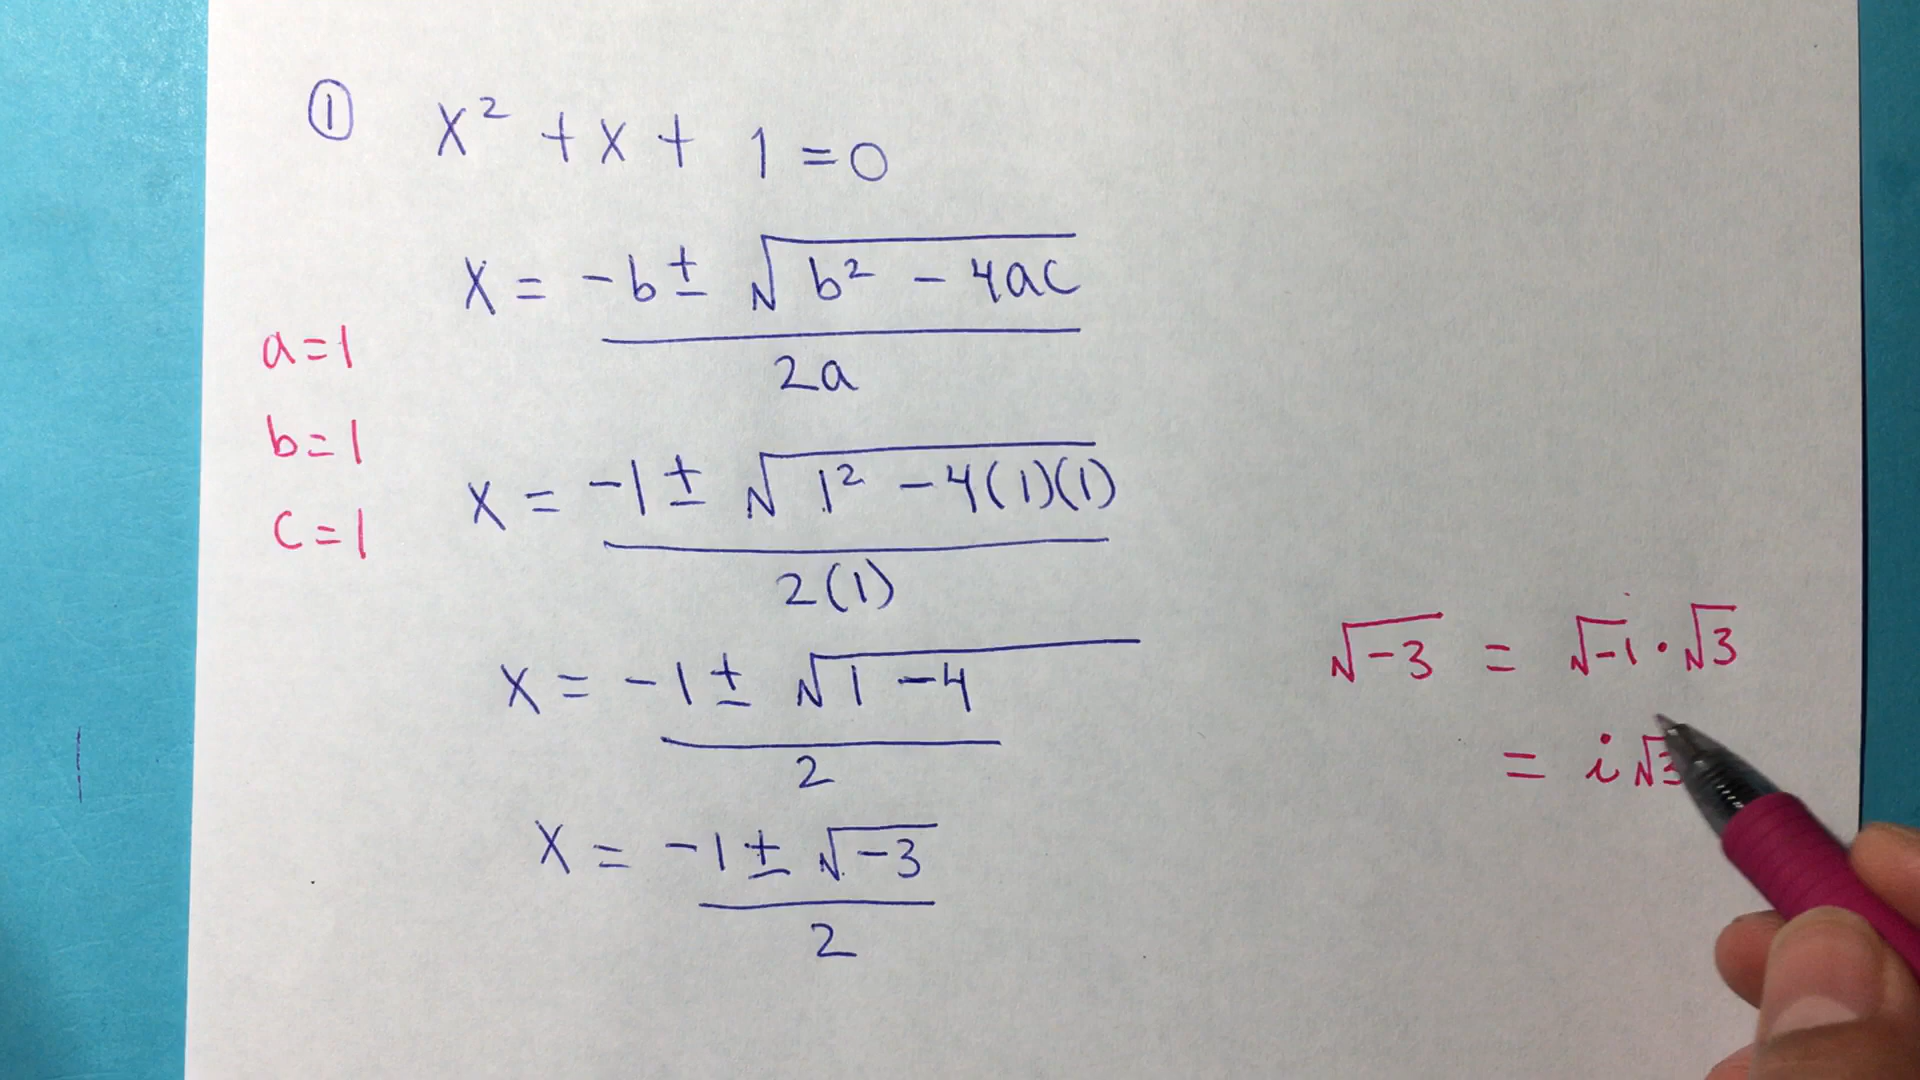 ① x² + x + 1 = 0
x = -b ± √b² - 4ac
2a
a = 1
b = 1
c = 1
x = -1 ± √1² - 4(1)(1)
2(1)
x = -1 ± √1 - 4
2
x = -1 ± √-3
2
√-3 = √-1 · √3
= i√3